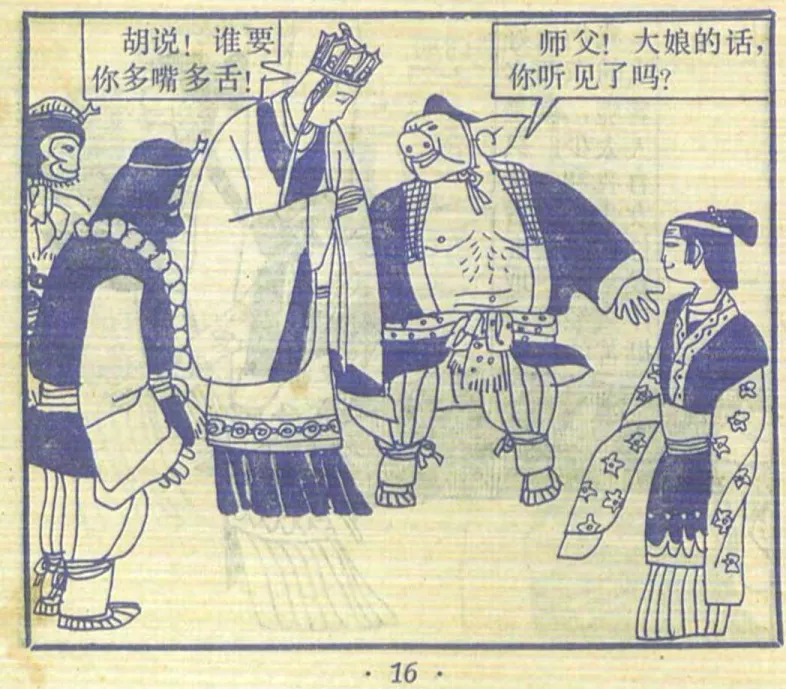 胡说！谁要
你多嘴多舌！
师父！大娘的话，
你听见了吗？
· 16 ·